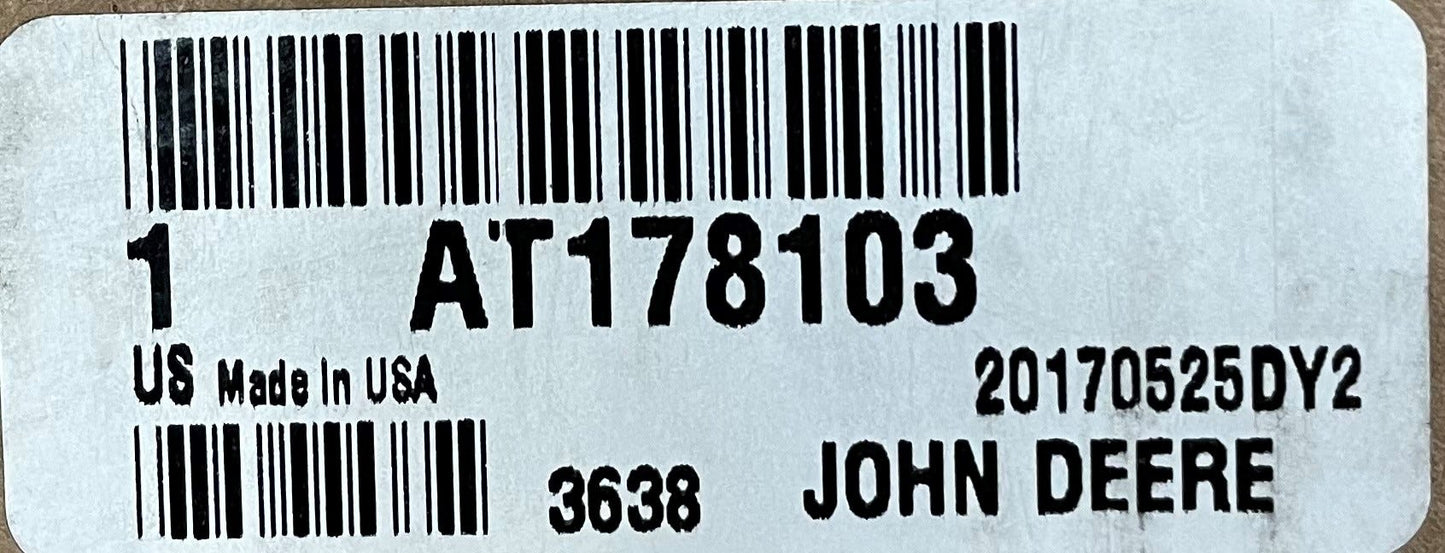 1 AT178103
US Made In USA 20170525DY2
3638 JOHN DEERE